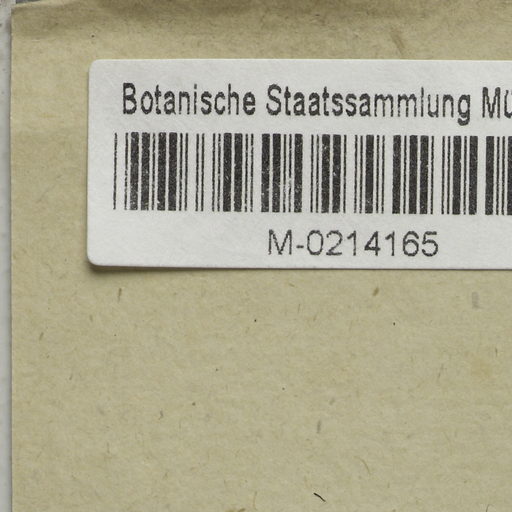 Botanische Staatssammlung Mü
M-0214165